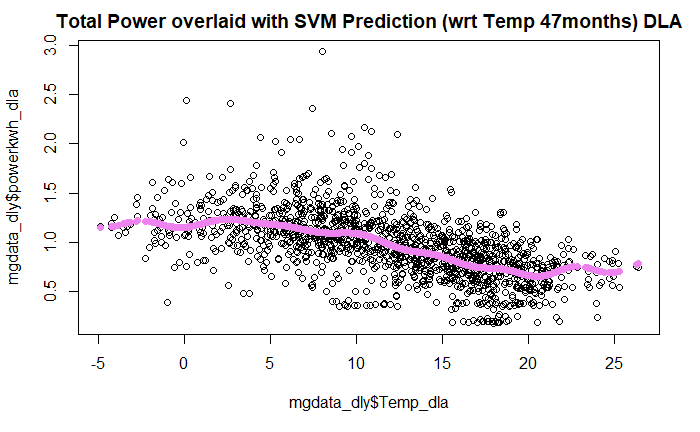 Total Power overlaid with SVM Prediction (wrt Temp 47months) DLA
mgdata_dly$powerkwh_dla
3.0
2.5
2.0
1.5
1.0
0.5
-5 0 5 10 15 20 25
mgdata_dly$Temp_dla